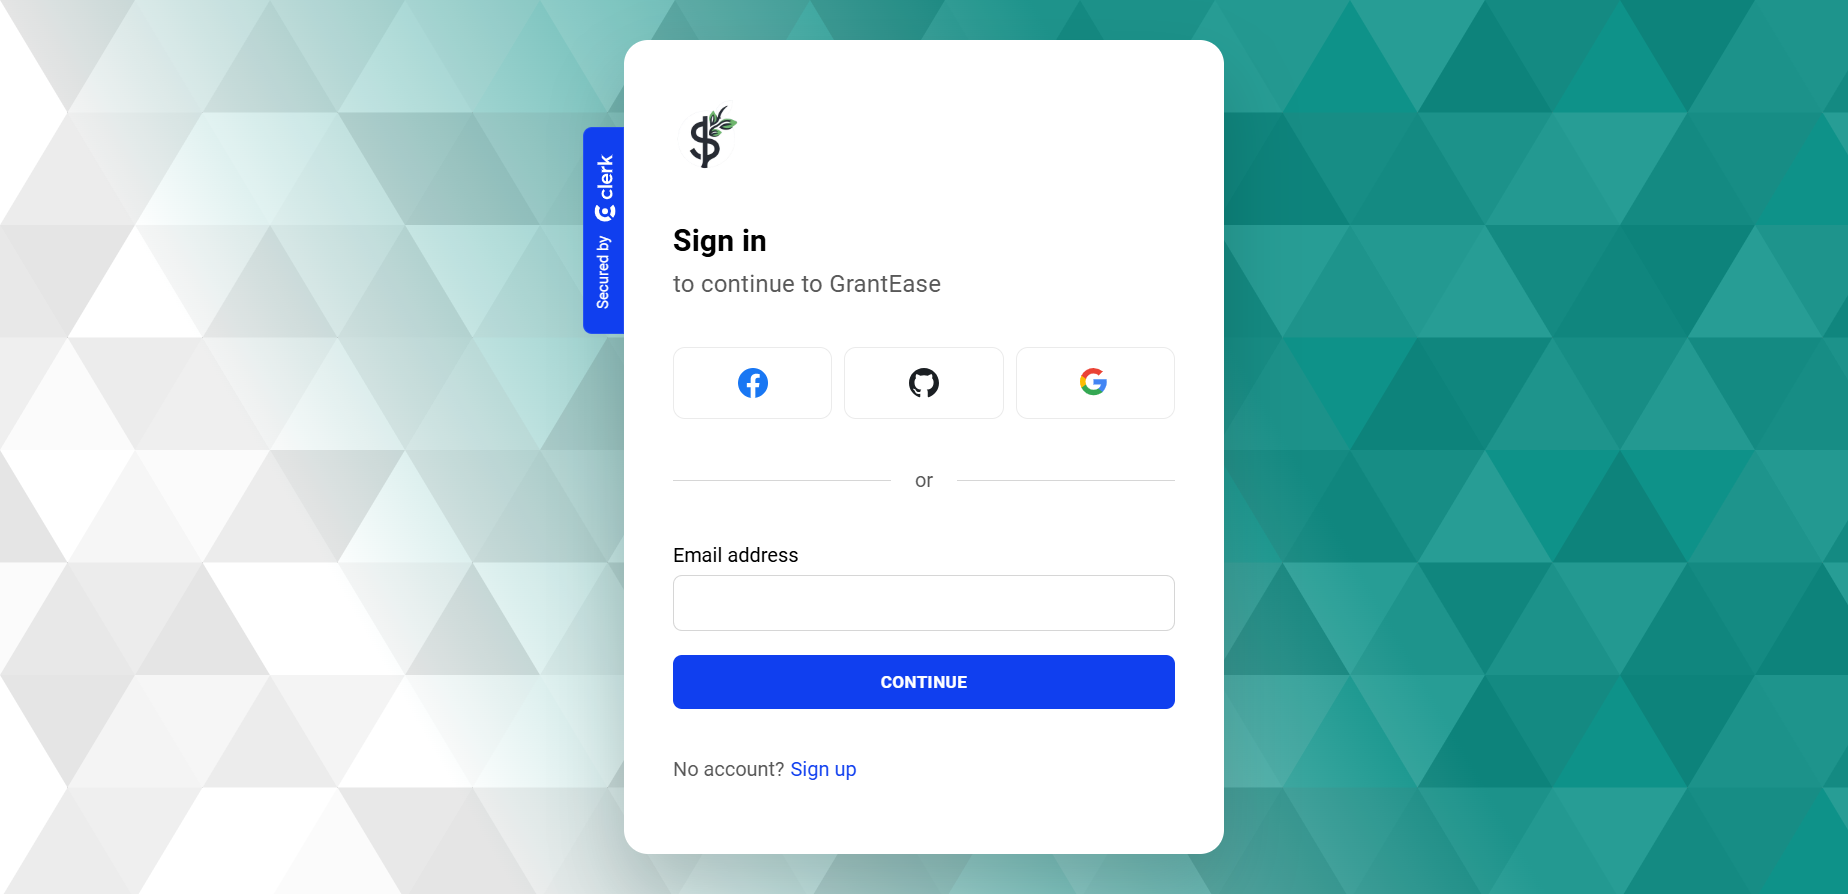 Secured by clerk
Sign in
to continue to GrantEase
or
Email address
CONTINUE
No account? Sign up